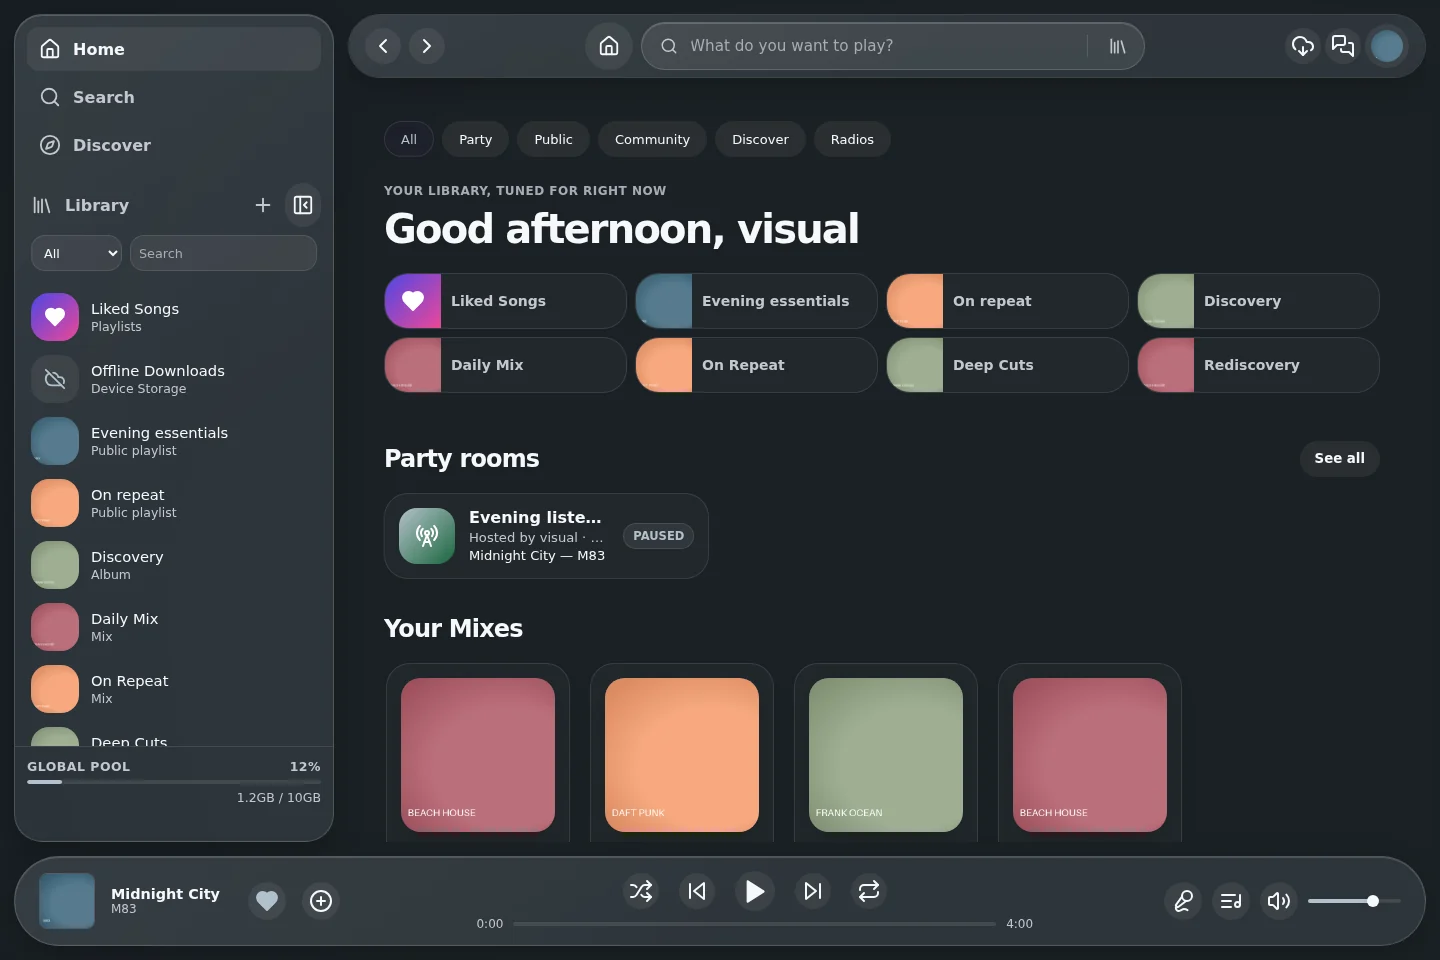 Home
Search
Discover
Library
All
Search
Liked Songs
Playlists
Offline Downloads
Device Storage
Evening essentials
Public playlist
On repeat
Public playlist
Discovery
Album
Daily Mix
Mix
On Repeat
Mix
Deep Cuts
GLOBAL POOL 12%
1.2GB / 10GB
What do you want to play?
All Party Public Community Discover Radios
YOUR LIBRARY, TUNED FOR RIGHT NOW
Good afternoon, visual
Liked Songs Evening essentials On repeat Discovery
Daily Mix On Repeat Deep Cuts Rediscovery
Party rooms See all
Evening liste...
Hosted by visual · ...
Midnight City — M83
PAUSED
Your Mixes
BEACH HOUSE DAFT PUNK FRANK OCEAN BEACH HOUSE
Midnight City
M83
0:00 4:00